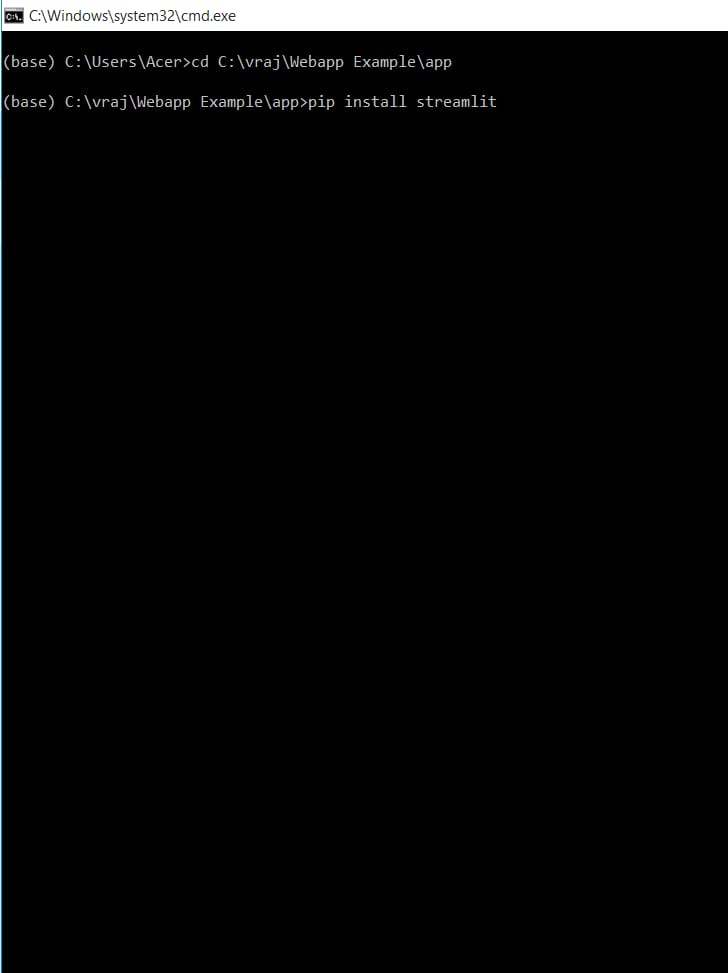 C:\Windows\system32\cmd.exe
(base) C:\Users\Acer>cd C:\vraj\Webapp Example\app
(base) C:\vraj\Webapp Example\app>pip install streamlit